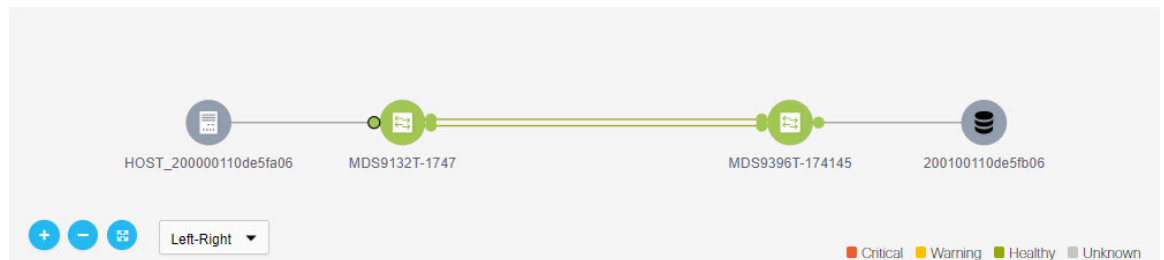 HOST_200000110de5fa06 MDS9132T-1747 MDS9396T-174145 200100110de5fb06
Left-Right
Critical Warning Healthy Unknown